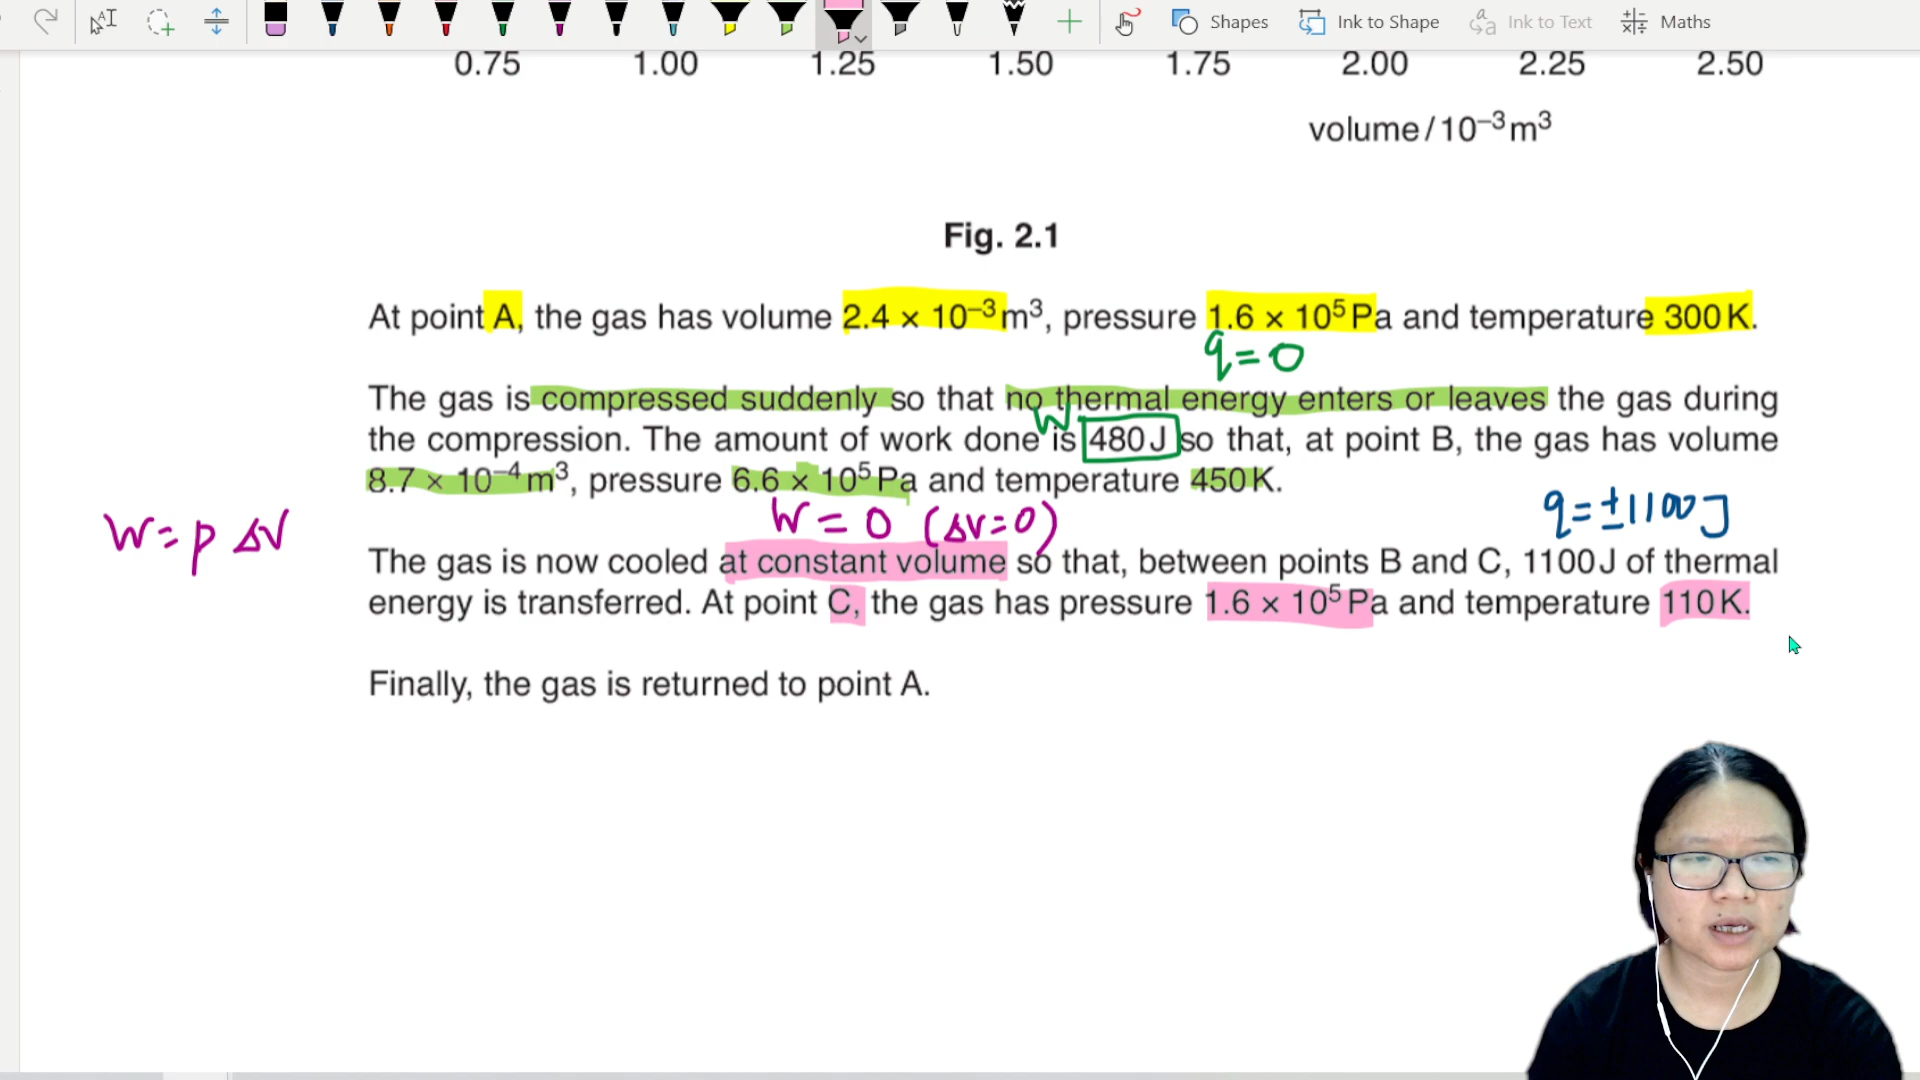 Shapes Ink to Shape Ink to Text Maths
0.75 1.00 1.25 1.50 1.75 2.00 2.25 2.50
volume / 10⁻³ m³
Fig. 2.1
At point A, the gas has volume 2.4 × 10⁻³ m³, pressure 1.6 × 10⁵ Pa and temperature 300 K.
q = 0
The gas is compressed suddenly so that no thermal energy enters or leaves the gas during
W
the compression. The amount of work done is 480 J so that, at point B, the gas has volume
8.7 × 10⁻⁴ m³, pressure 6.6 × 10⁵ Pa and temperature 450 K.
W = p ΔV
W = 0 (ΔV = 0)
q = ±1100J
The gas is now cooled at constant volume so that, between points B and C, 1100 J of thermal
energy is transferred. At point C, the gas has pressure 1.6 × 10⁵ Pa and temperature 110 K.
Finally, the gas is returned to point A.